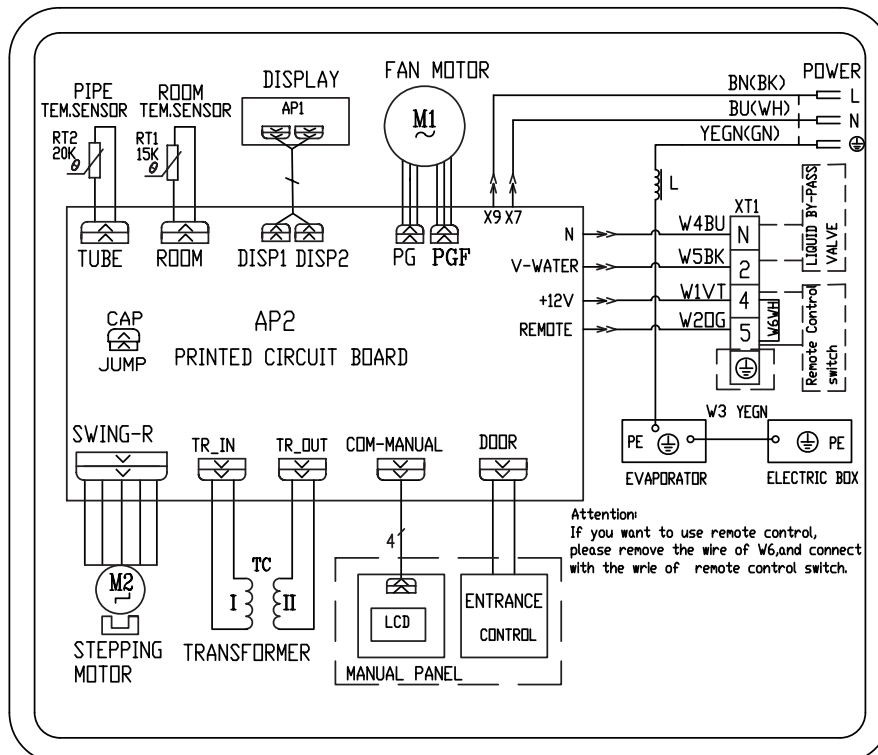 PIPE
TEM.SENSOR
ROOM
TEM.SENSOR
DISPLAY
FAN MOTOR
POWER
AP1
M1
~
BN(BK)
L
BU(WH)
N
YEGN(GN)
RT2
20K
θ
RT1
15K
θ
L
TUBE
ROOM
DISP1 DISP2
PG
PGF
X9 X7
N
V-WATER
+12V
REMOTE
W4BU
W5BK
W1VT
W2OG
XT1
N
2
4
5
W6WH
LIQUID BY-PASS
VALVE
Remote Control
switch
CAP
JUMP
AP2
PRINTED CIRCUIT BOARD
SWING-R
TR_IN
TR_OUT
COM-MANUAL
DOOR
W3 YEGN
PE
PE
EVAPORATOR
ELECTRIC BOX
Attention:
If you want to use remote control,
please remove the wire of W6,and connect
with the wrie of remote control switch.
4
M2
STEPPING
MOTOR
TC
I
II
TRANSFORMER
LCD
MANUAL PANEL
ENTRANCE
CONTROL